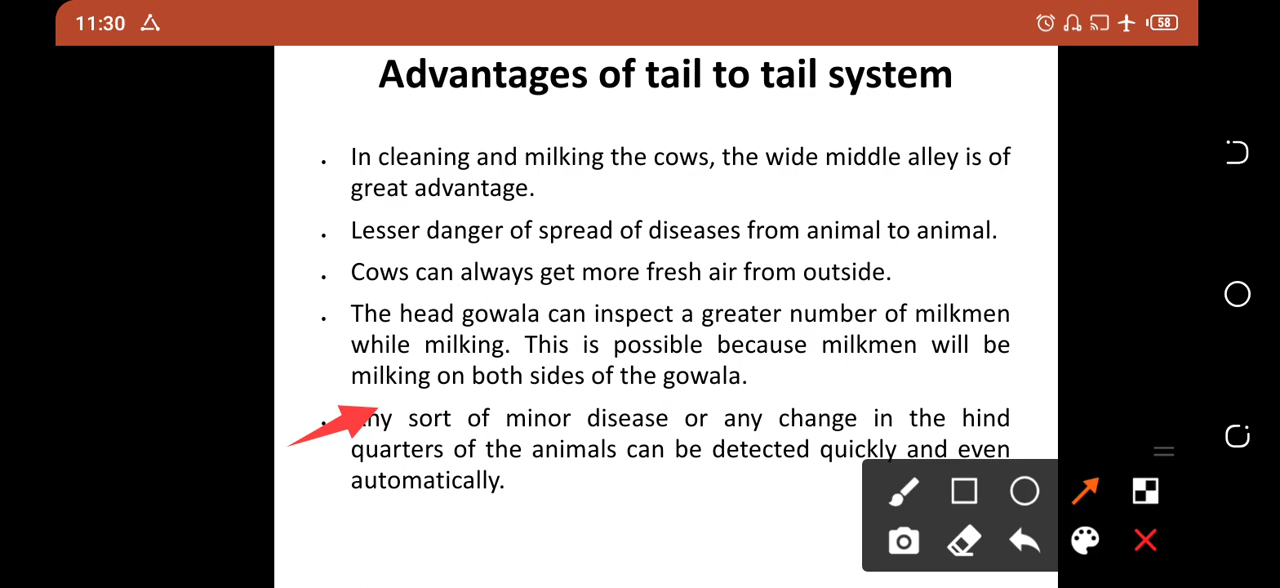 11:30
58
Advantages of tail to tail system
. In cleaning and milking the cows, the wide middle alley is of
great advantage.
. Lesser danger of spread of diseases from animal to animal.
. Cows can always get more fresh air from outside.
. The head gowala can inspect a greater number of milkmen
while milking. This is possible because milkmen will be
milking on both sides of the gowala.
. Any sort of minor disease or any change in the hind
quarters of the animals can be detected quickly and even
automatically.